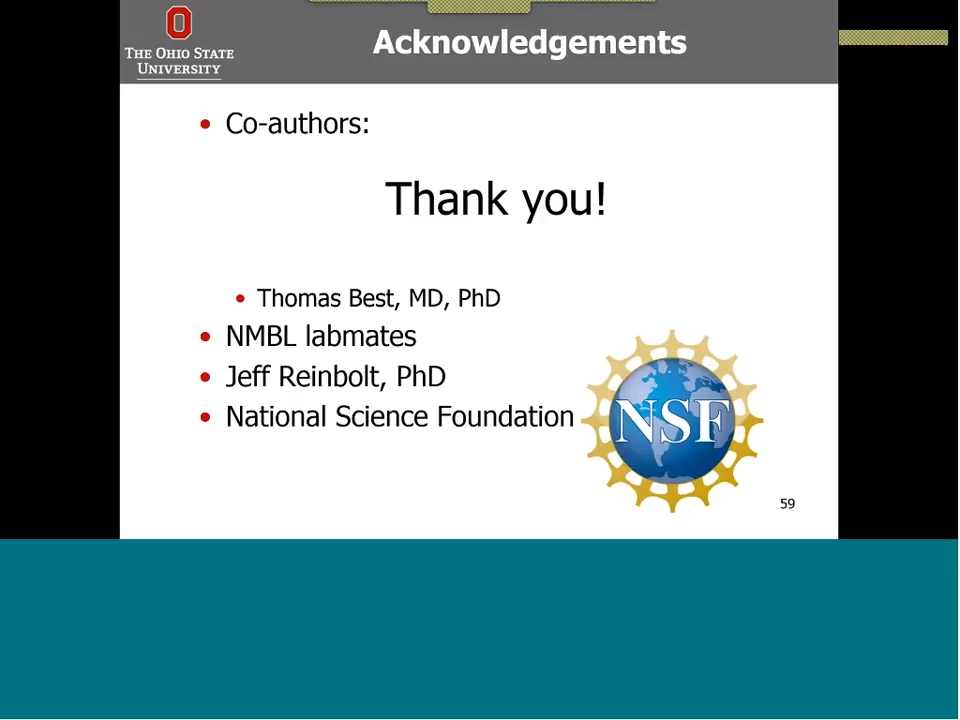 THE OHIO STATE
UNIVERSITY
Acknowledgements
• Co-authors:
Thank you!
• Thomas Best, MD, PhD
• NMBL labmates
• Jeff Reinbolt, PhD
• National Science Foundation
NSF
59